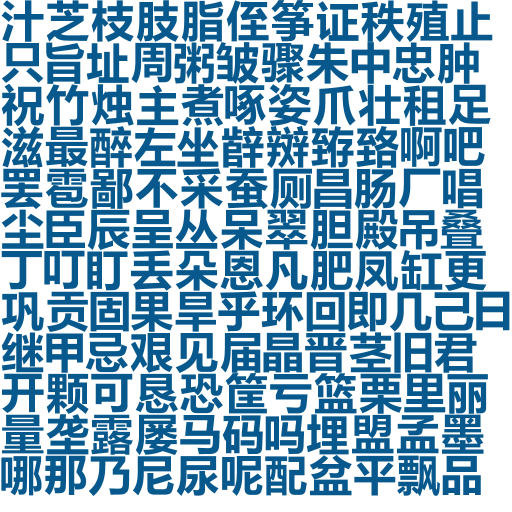 汁芝枝肢脂侄筝证秩殖止
只旨址周粥皱骤朱中忠肿
祝竹烛主煮啄姿爪壮租足
滋最醉左坐辥辩臶臵啊吧
罢雹鄙不采蚕厕昌肠厂唱
尘臣辰呈丛呆翠胆殿吊叠
丁叮盯丢朵恩凡肥凤缸更
巩贡固果旱乎环回即几己日
继甲忌艰见届晶晋茎旧君
开颗可恳恐筐亏篮栗里丽
量垄露屡马码吗埋盟孟墨
哪那乃尼尿呢配盆平飘品